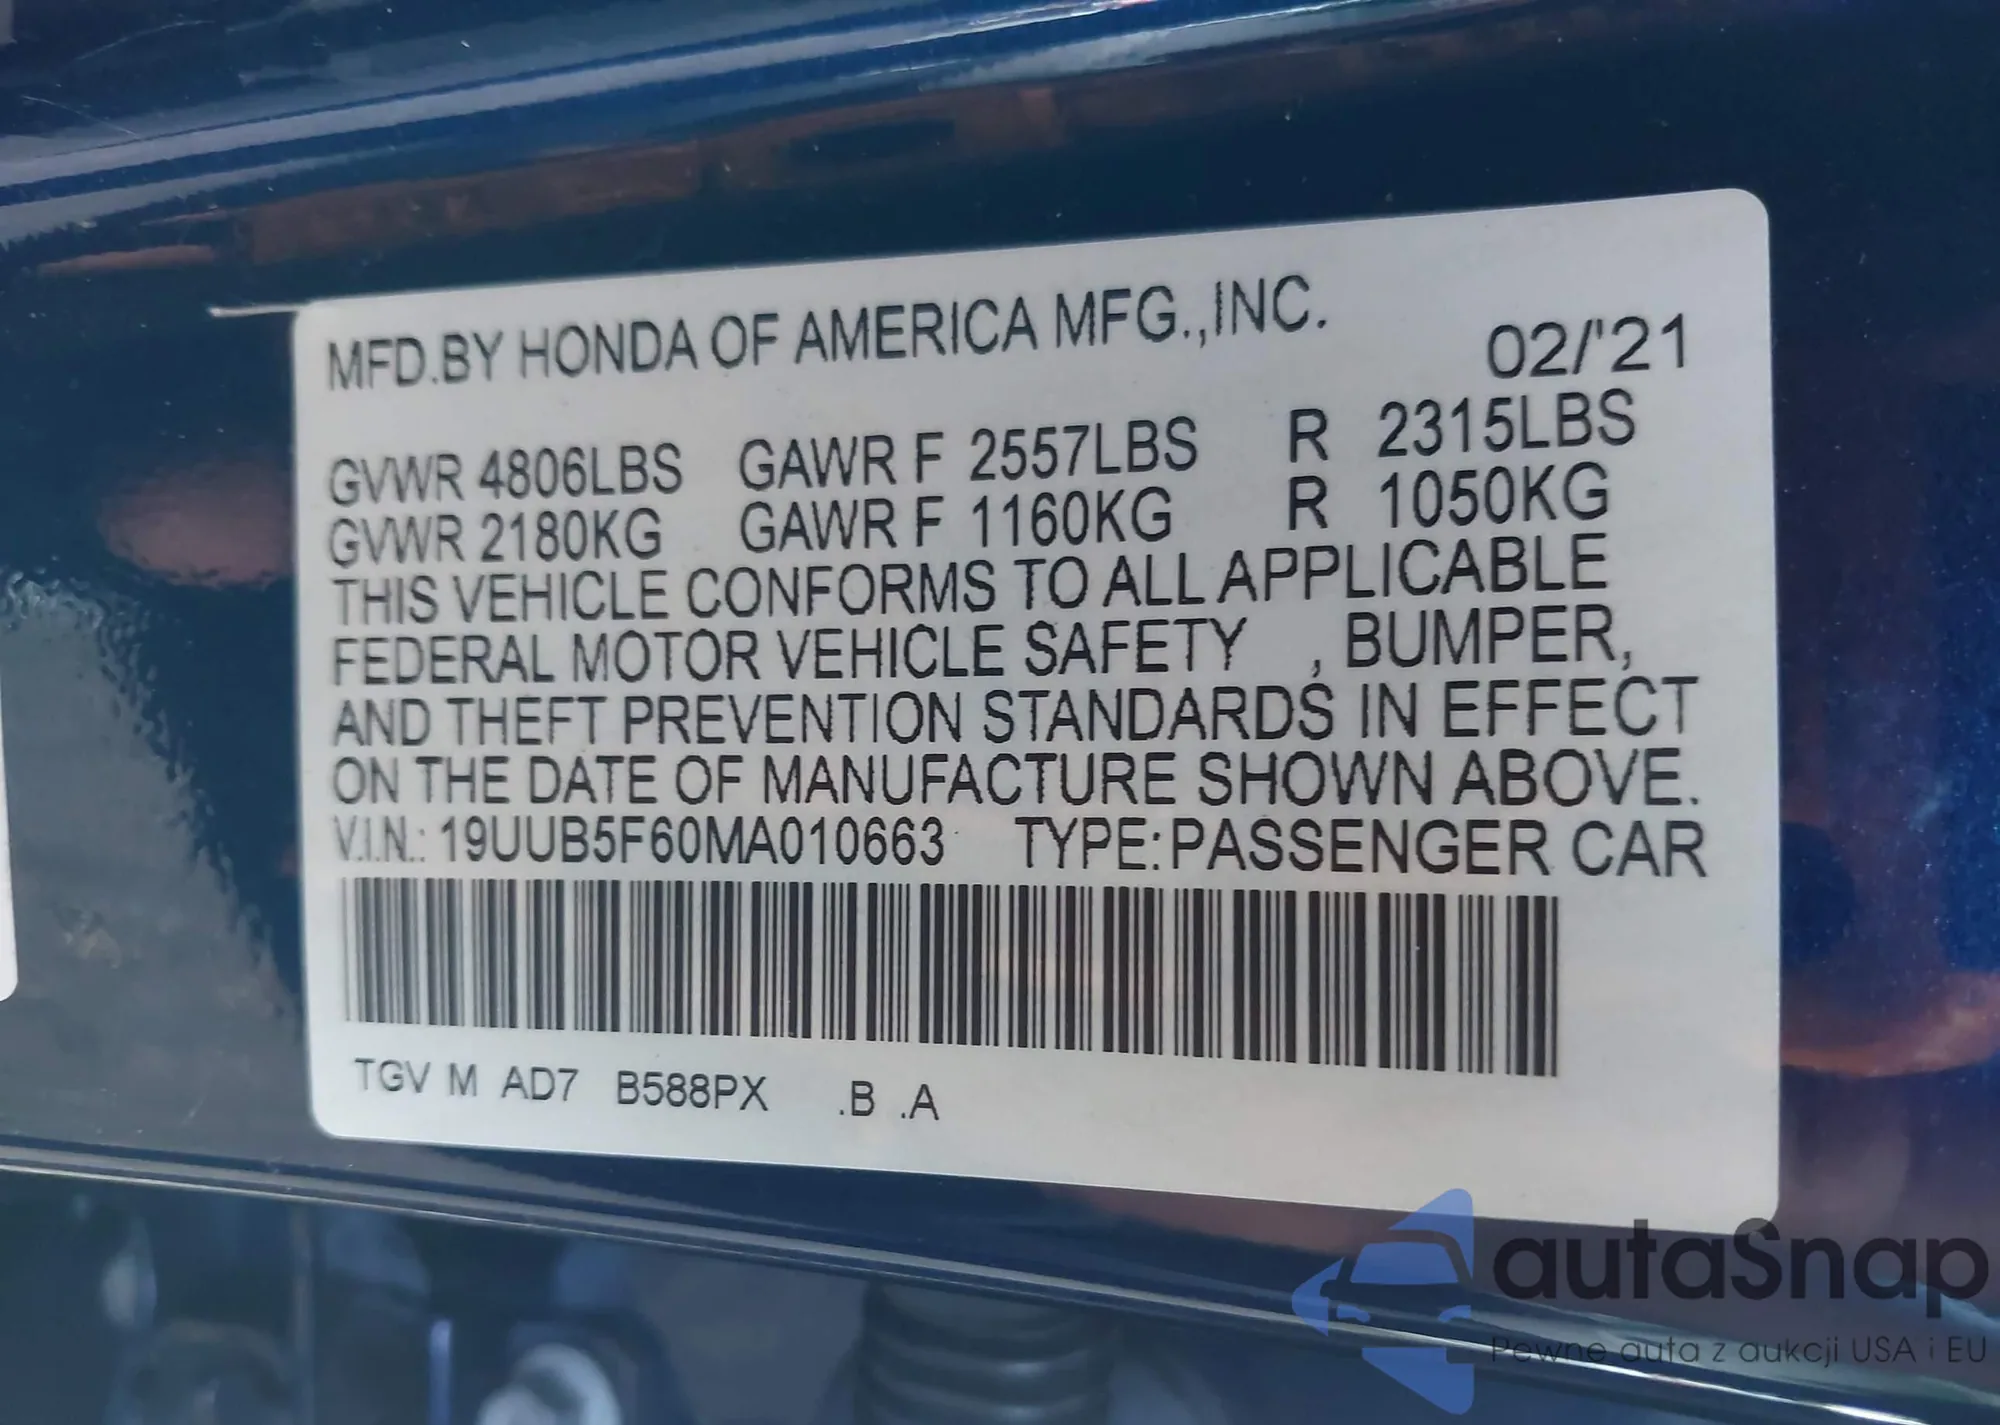 MFD.BY HONDA OF AMERICA MFG.,INC.
02/'21
GVWR 4806LBS GAWR F 2557LBS R 2315LBS
GVWR 2180KG GAWR F 1160KG R 1050KG
THIS VEHICLE CONFORMS TO ALL APPLICABLE
FEDERAL MOTOR VEHICLE SAFETY , BUMPER,
AND THEFT PREVENTION STANDARDS IN EFFECT
ON THE DATE OF MANUFACTURE SHOWN ABOVE.
V.I.N.: 19UUB5F60MA010663 TYPE:PASSENGER CAR
TGV M AD7 B588PX .B .A
autaSnap
Pewne auta z aukcji USA i EU